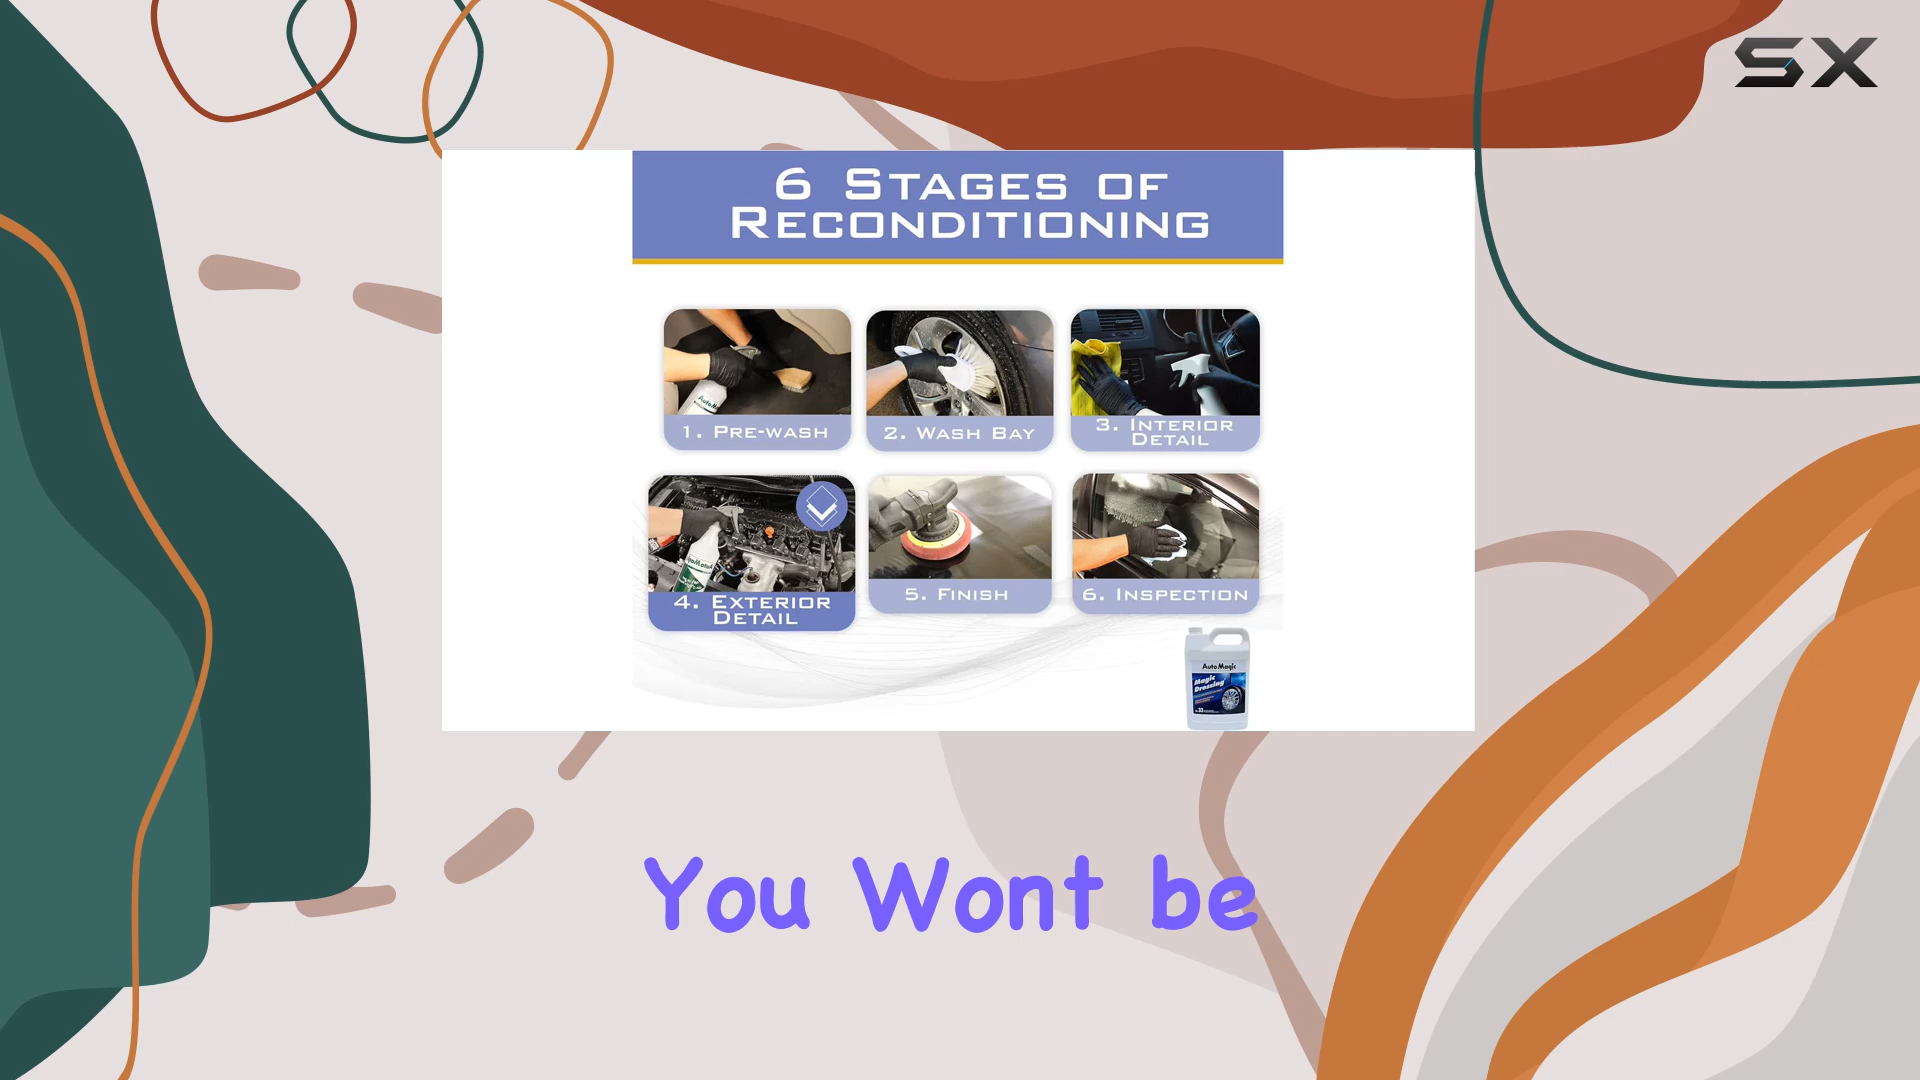 SX
6 Stages of
Reconditioning
1. Pre-wash
2. Wash Bay
3. Interior
Detail
4. Exterior
Detail
5. Finish
6. Inspection
Auto Magic
Magic
Dressing
33
You Wont be